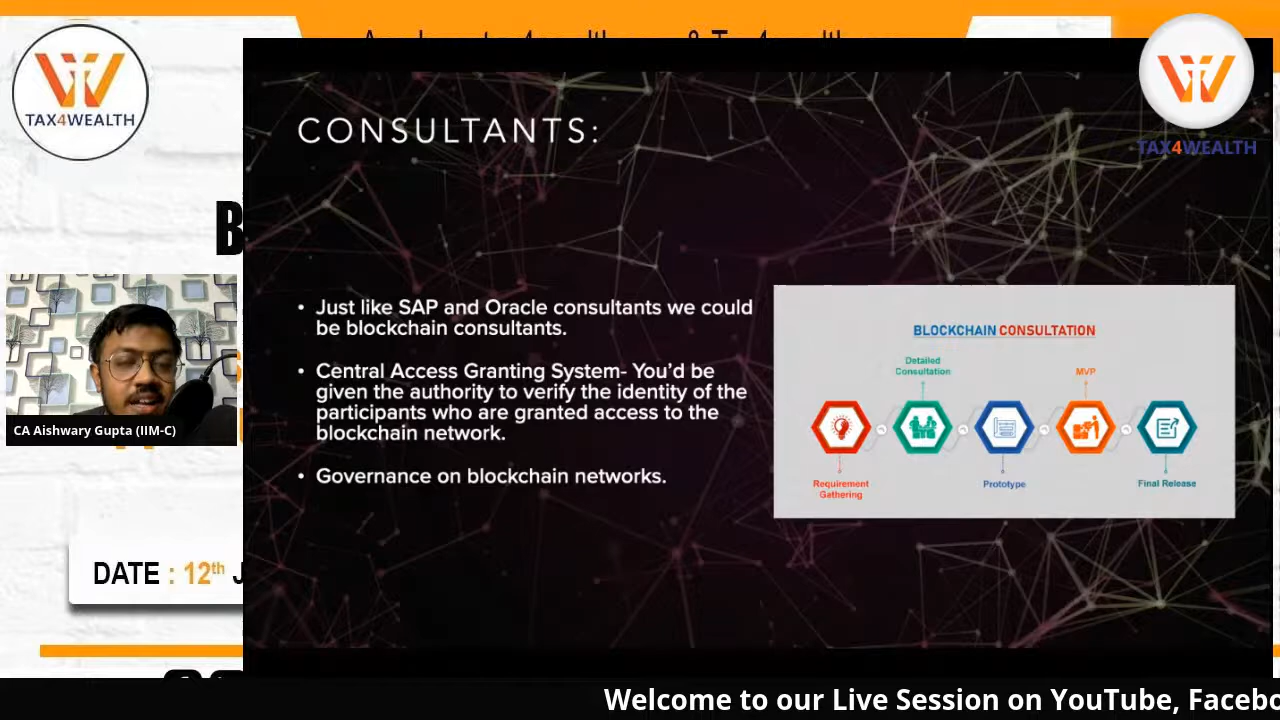 TAX4WEALTH
TAX4WEALTH
CONSULTANTS:
B
• Just like SAP and Oracle consultants we could
be blockchain consultants.
• Central Access Granting System- You’d be
given the authority to verify the identity of the
participants who are granted access to the
blockchain network.
• Governance on blockchain networks.
BLOCKCHAIN CONSULTATION
Detailed
Consultation
MVP
Requirement
Gathering
Prototype
Final Release
CA Aishwary Gupta (IIM-C)
DATE : 12th J
Welcome to our Live Session on YouTube, Facebo